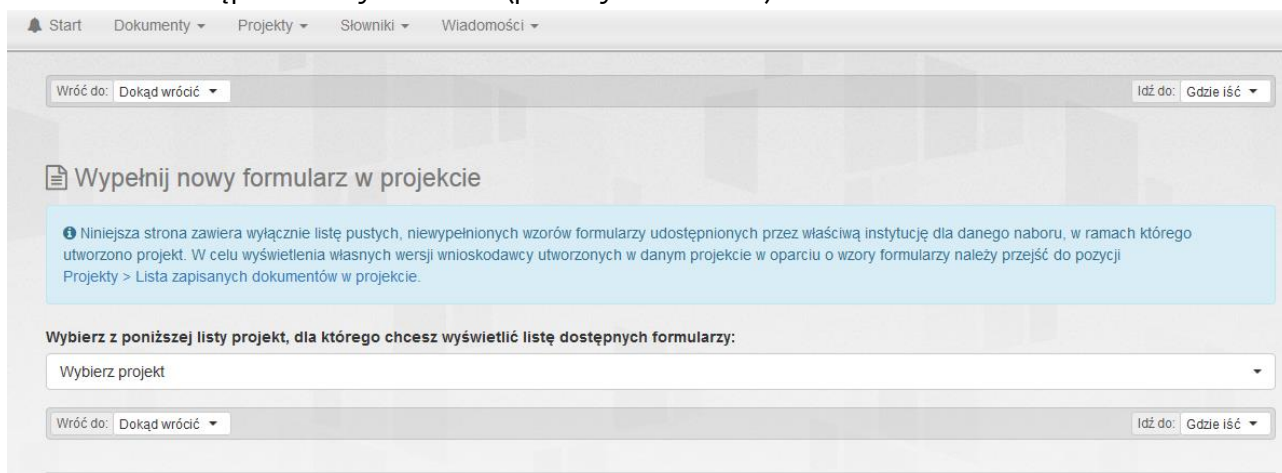 Start Dokumenty Projekty Słowniki Wiadomości
Wróć do: Dokąd wrócić Idź do: Gdzie iść
Wypełnij nowy formularz w projekcie
Niniejsza strona zawiera wyłącznie listę pustych, niewypełnionych wzorów formularzy udostępnionych przez właściwą instytucję dla danego naboru, w ramach którego
utworzono projekt. W celu wyświetlenia własnych wersji wnioskodawcy utworzonych w danym projekcie w oparciu o wzory formularzy należy przejść do pozycji
Projekty > Lista zapisanych dokumentów w projekcie.
Wybierz z poniższej listy projekt, dla którego chcesz wyświetlić listę dostępnych formularzy:
Wybierz projekt
Wróć do: Dokąd wrócić Idź do: Gdzie iść